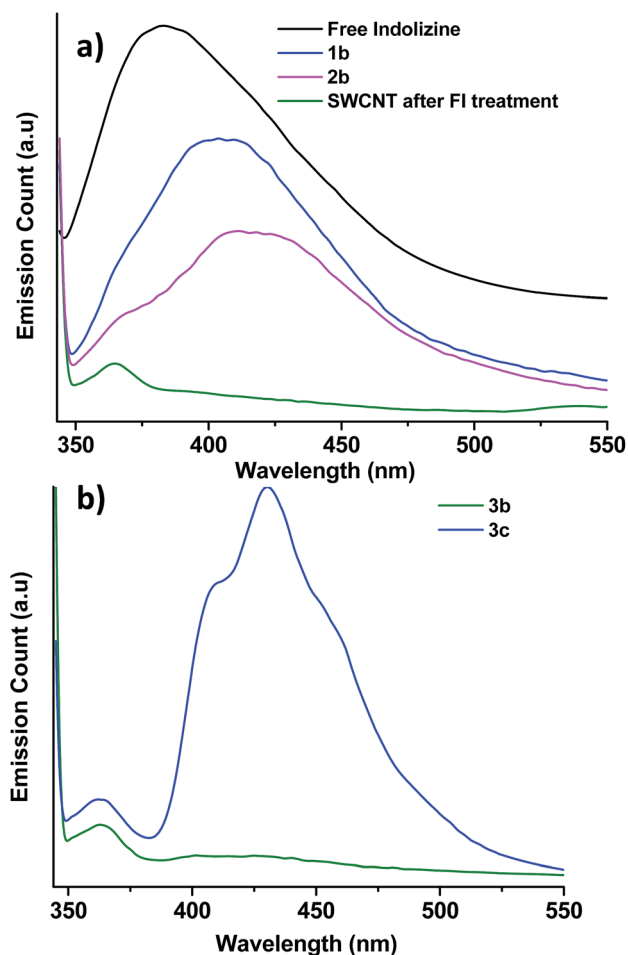 a)
Free Indolizine
1b
2b
SWCNT after FI treatment
Emission Count (a.u)
350 400 450 500 550
Wavelength (nm)
b)
3b
3c
Emission Count (a.u)
350 400 450 500 550
Wavelength (nm)